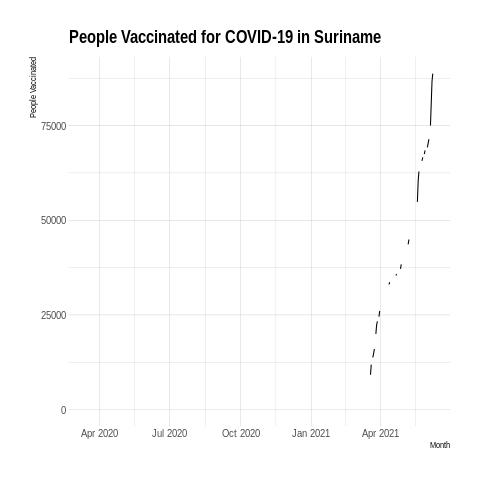 People Vaccinated for COVID-19 in Suriname
People Vaccinated
75000
50000
25000
0
Apr 2020 Jul 2020 Oct 2020 Jan 2021 Apr 2021
Month